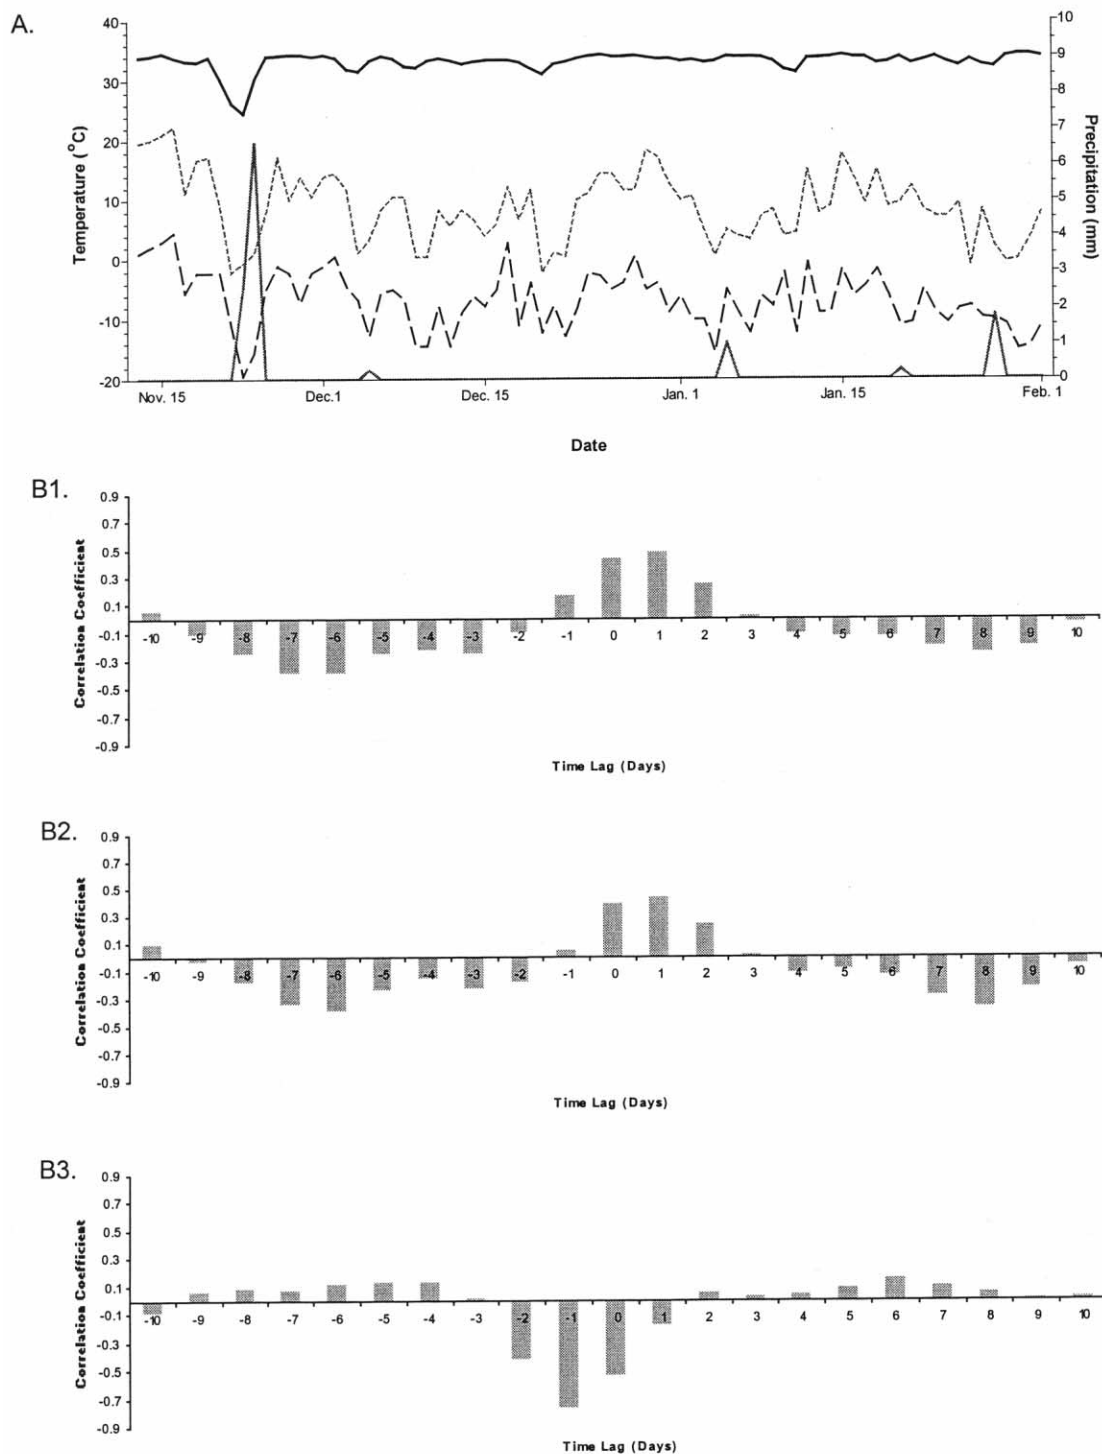 A.
40
30
20
10
0
-10
-20
Temperature (°C)
10
9
8
7
6
5
4
3
2
1
0
Precipitation (mm)
Nov. 15 Dec.1 Dec. 15 Jan. 1 Jan. 15 Feb. 1
Date
B1.
0.9
0.7
0.5
0.3
0.1
-0.1
-0.3
-0.5
-0.7
-0.9
Correlation Coefficient
-10 -9 -8 -7 -6 -5 -4 -3 -2 -1 0 1 2 3 4 5 6 7 8 9 10
Time Lag (Days)
B2.
0.9
0.7
0.5
0.3
0.1
-0.1
-0.3
-0.5
-0.7
-0.9
Correlation Coefficient
-10 -9 -8 -7 -6 -5 -4 -3 -2 -1 0 1 2 3 4 5 6 7 8 9 10
Time Lag (Days)
B3.
0.9
0.7
0.5
0.3
0.1
-0.1
-0.3
-0.5
-0.7
-0.9
Correlation Coefficient
-10 -9 -8 -7 -6 -5 -4 -3 -2 -1 0 1 2 3 4 5 6 7 8 9 10
Time Lag (Days)